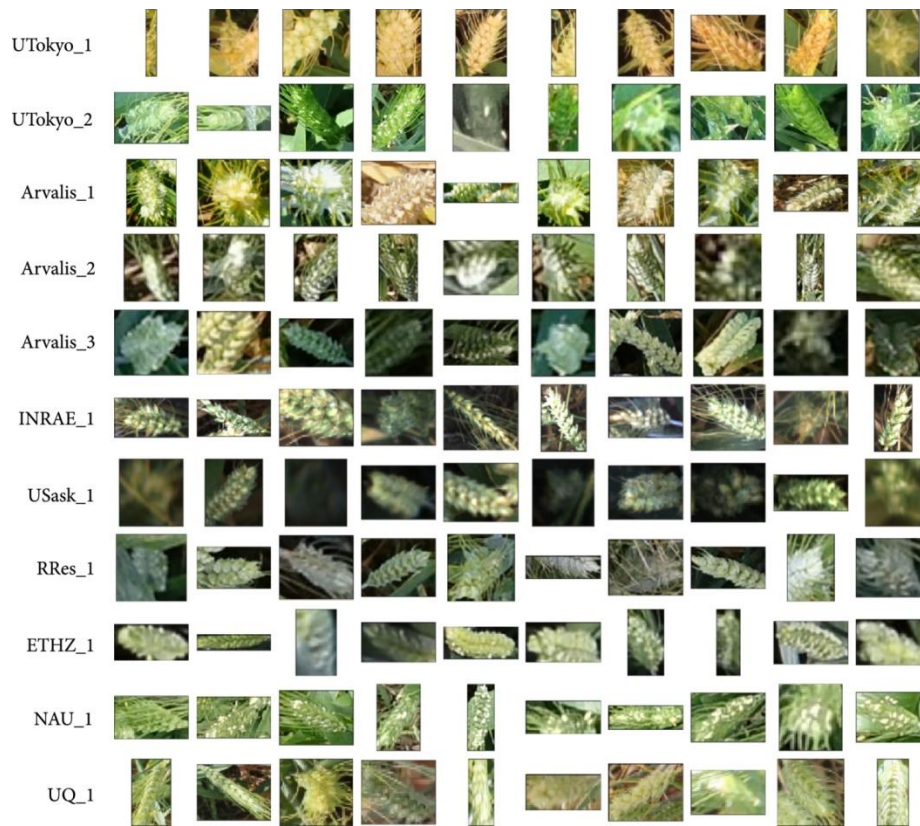 UTokyo_1
UTokyo_2
Arvalis_1
Arvalis_2
Arvalis_3
INRAE_1
USask_1
RRes_1
ETHZ_1
NAU_1
UQ_1